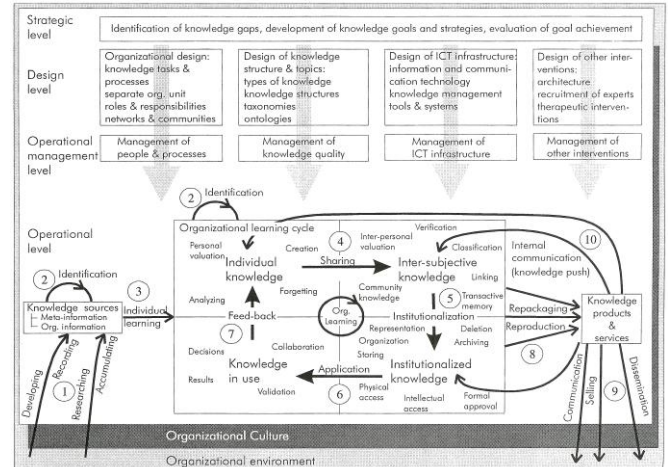 Strategic
level
Identification of knowledge gaps, development of knowledge goals and strategies, evaluation of goal achievement
Design
level
Organizational design:
knowledge tasks &
processes
separate org. unit
roles & responsibilities
networks & communities
Design of knowledge
structure & topics:
types of knowledge
knowledge structures
taxonomies
ontologies
Design of ICT infrastructure:
information and communi-
cation technology
knowledge management
tools & systems
Design of other inter-
ventions:
architecture
recruitment of experts
therapeutic interven-
tions
Operational
management
level
Management of
people & processes
Management of
knowledge quality
Management of
ICT infrastructure
Management of
other interventions
Operational
level
2
Identification
Organizational learning cycle
Personal
valuation
Creation
4
Sharing
Inter-personal
valuation
Verification
Classification
10
Individual
knowledge
Inter-subjective
knowledge
Linking
Internal
communication
(knowledge push)
2
Identification
3
Knowledge sources
Meta-information
Org. information
Individual
learning
Analyzing
Forgetting
Community
knowledge
5
Transactive
memory
Repackaging
Knowledge
products
& services
7
Feed-back
Org.
Learning
Institutionalization
Representation
Deletion
Archiving
Reproduction
8
Decisions
Collaboration
Organization
Storing
Knowledge
in use
Application
Institutionalized
knowledge
Results
Validation
6
Physical
access
Intellectual
access
Formal
approval
Developing
1
Recording
Researching
Accumulating
Communication
Selling
9
Dissemination
Organizational Culture
Organizational environment